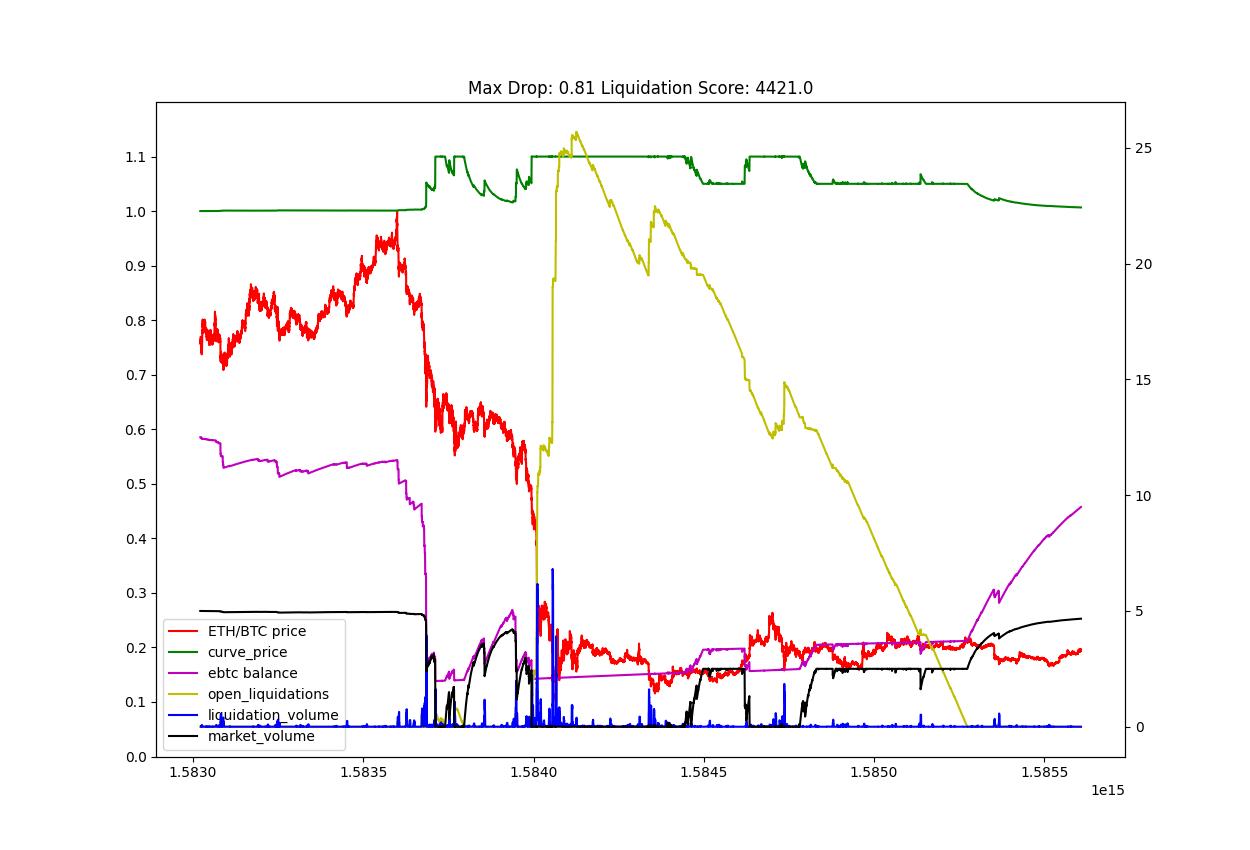 Max Drop: 0.81 Liquidation Score: 4421.0
1.1
1.0
0.9
0.8
0.7
0.6
0.5
0.4
0.3
0.2
0.1
0.0
25
20
15
10
5
0
ETH/BTC price
curve_price
ebtc balance
open_liquidations
liquidation_volume
market_volume
1.5830 1.5835 1.5840 1.5845 1.5850 1.5855
1e15